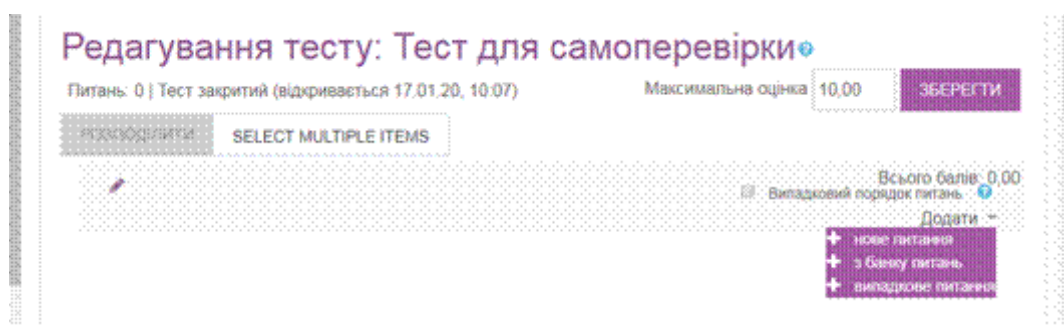 Редагування тесту: Тест для самоперевірки
Питань: 0 | Тест закритий (відкривається 17.01.20, 10:07)
Максимальна оцінка 10,00 ЗБЕРЕГТИ
РОЗПОДІЛИТИ SELECT MULTIPLE ITEMS
Всього балів: 0,00
Випадковий порядок питань
Додати
нове питання
з банку питань
випадкове питання